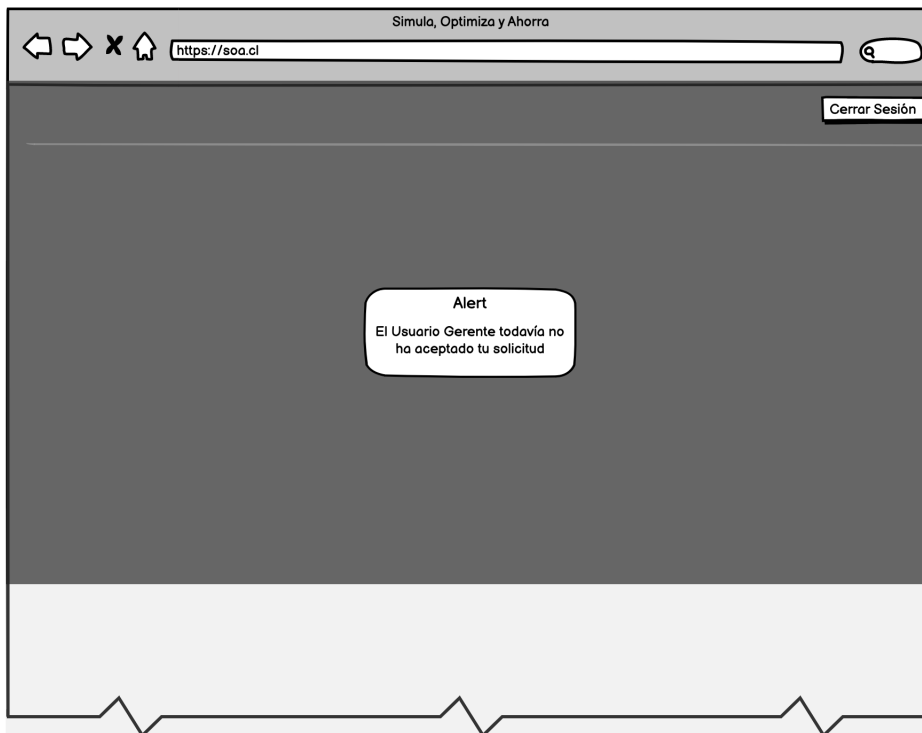 Simula, Optimiza y Ahorra
https://soa.cl
Cerrar Sesión
Alert
El Usuario Gerente todavía no
ha aceptado tu solicitud